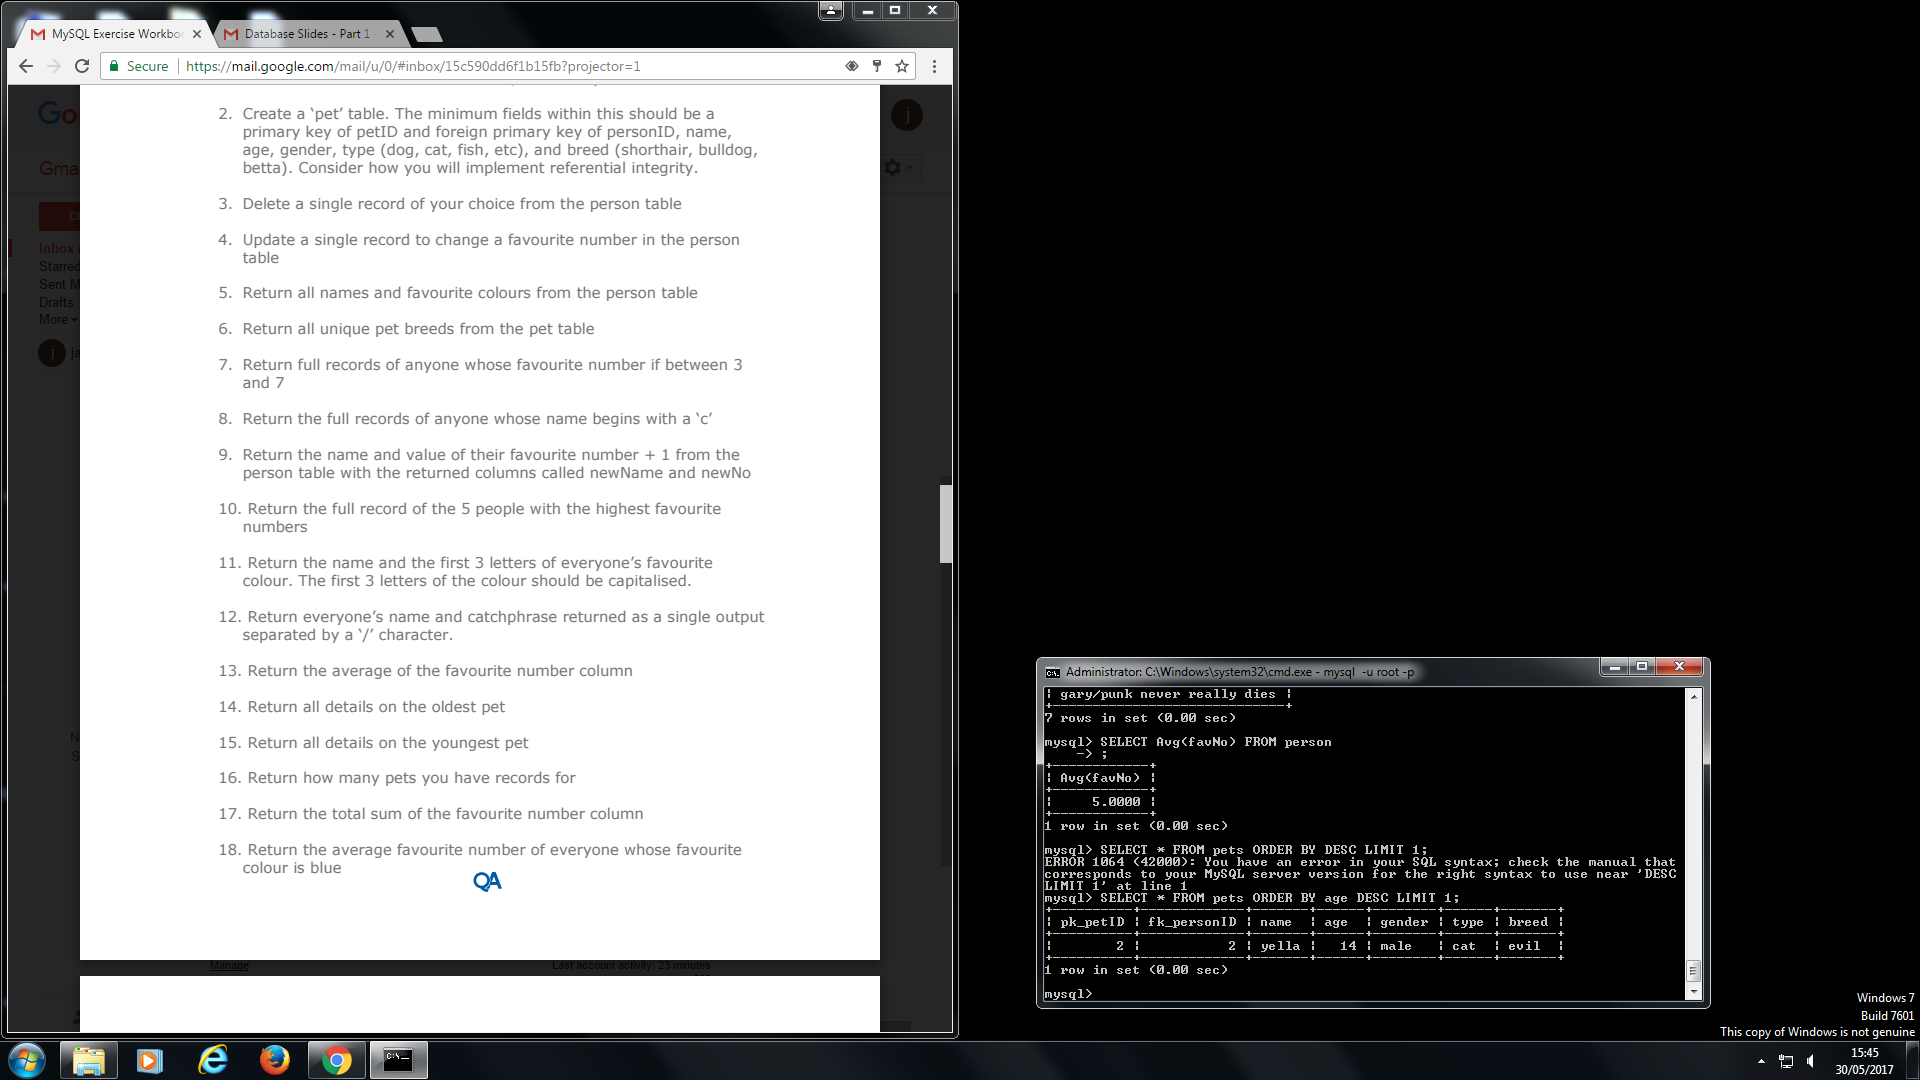 MySQL Exercise Workbo
Database Slides - Part 1
Secure
https://mail.google.com/mail/u/0/#inbox/15c590dd6f1b15fb?projector=1
Go
j
Gma
Inbox
Starred
Sent M
Drafts
More
j ja
2. Create a ‘pet’ table. The minimum fields within this should be a
primary key of petID and foreign primary key of personID, name,
age, gender, type (dog, cat, fish, etc), and breed (shorthair, bulldog,
betta). Consider how you will implement referential integrity.
3. Delete a single record of your choice from the person table
4. Update a single record to change a favourite number in the person
table
5. Return all names and favourite colours from the person table
6. Return all unique pet breeds from the pet table
7. Return full records of anyone whose favourite number if between 3
and 7
8. Return the full records of anyone whose name begins with a ‘c’
9. Return the name and value of their favourite number + 1 from the
person table with the returned columns called newName and newNo
10. Return the full record of the 5 people with the highest favourite
numbers
11. Return the name and the first 3 letters of everyone’s favourite
colour. The first 3 letters of the colour should be capitalised.
12. Return everyone’s name and catchphrase returned as a single output
separated by a ‘/’ character.
13. Return the average of the favourite number column
14. Return all details on the oldest pet
15. Return all details on the youngest pet
16. Return how many pets you have records for
17. Return the total sum of the favourite number column
18. Return the average favourite number of everyone whose favourite
colour is blue
QA
Manage
Last account activity: 23 minutes
Administrator: C:\Windows\system32\cmd.exe - mysql -u root -p
| gary/punk never really dies |
+-----------------------------+
7 rows in set (0.00 sec)
mysql> SELECT Avg(favNo) FROM person
    -> ;
+------------+
| Avg(favNo) |
+------------+
|     5.0000 |
+------------+
1 row in set (0.00 sec)
mysql> SELECT * FROM pets ORDER BY DESC LIMIT 1;
ERROR 1064 (42000): You have an error in your SQL syntax; check the manual that
corresponds to your MySQL server version for the right syntax to use near 'DESC
LIMIT 1' at line 1
mysql> SELECT * FROM pets ORDER BY age DESC LIMIT 1;
+----------+-------------+-------+------+--------+------+-------+
| pk_petID | fk_personID | name | age | gender | type | breed |
+----------+-------------+-------+------+--------+------+-------+
| 2 | 2 | yella | 14 | male | cat | evil |
+----------+-------------+-------+------+--------+------+-------+
1 row in set (0.00 sec)
mysql>
Windows 7
Build 7601
This copy of Windows is not genuine
15:45
30/05/2017